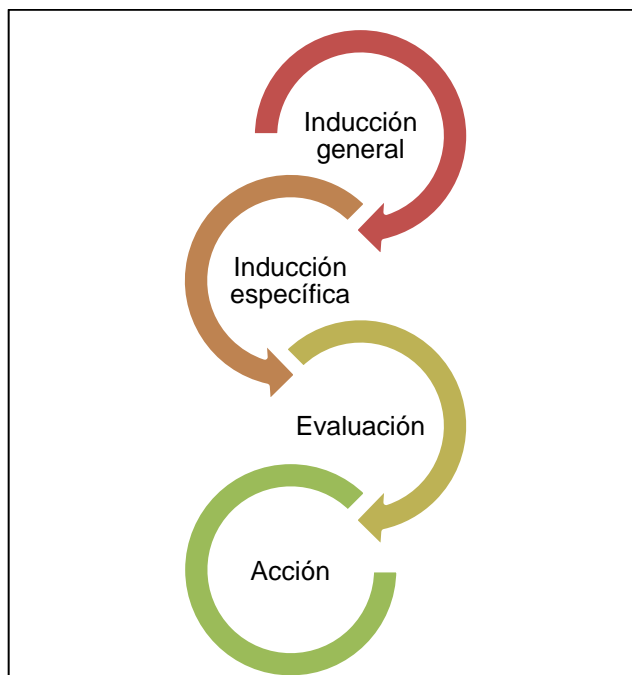 Inducción
general
Inducción
específica
Evaluación
Acción